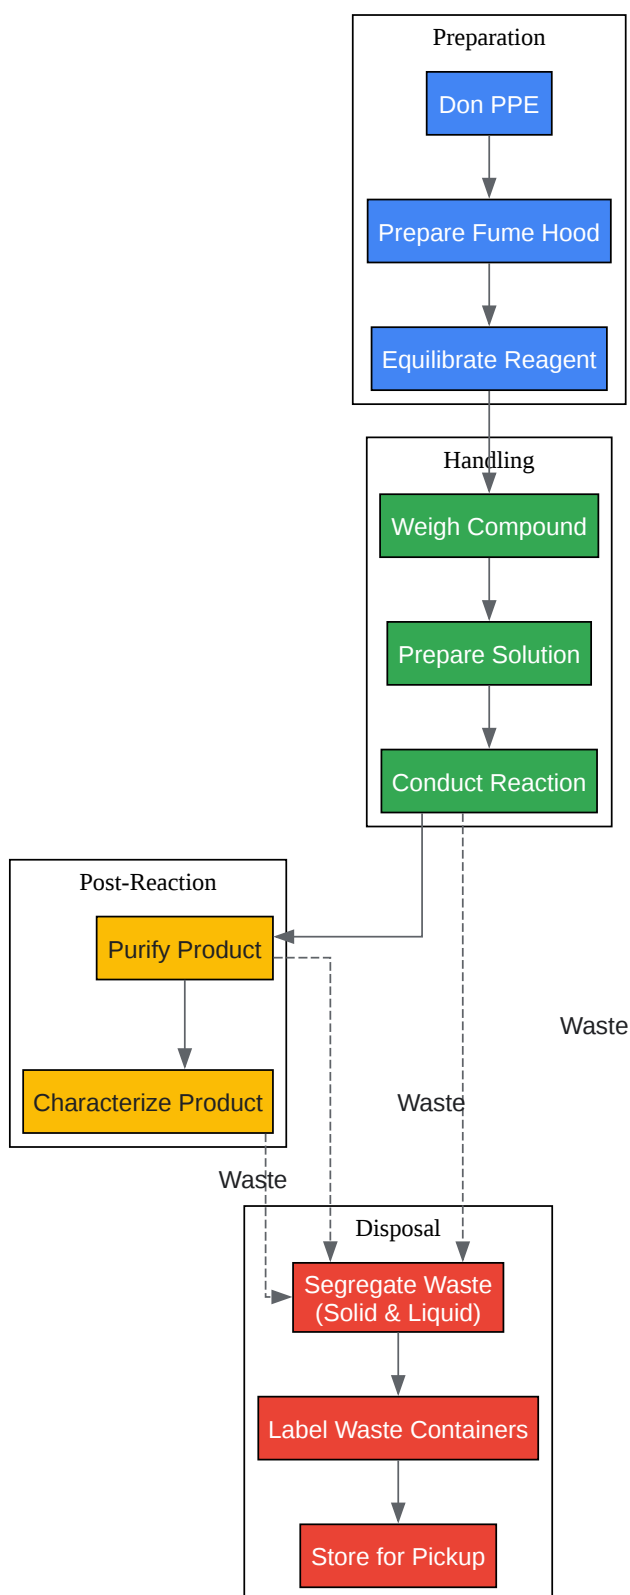 Preparation
Don PPE
Prepare Fume Hood
Equilibrate Reagent
Handling
Weigh Compound
Prepare Solution
Conduct Reaction
Post-Reaction
Purify Product
Waste
Waste
Characterize Product
Waste
Disposal
Segregate Waste
(Solid & Liquid)
Label Waste Containers
Store for Pickup